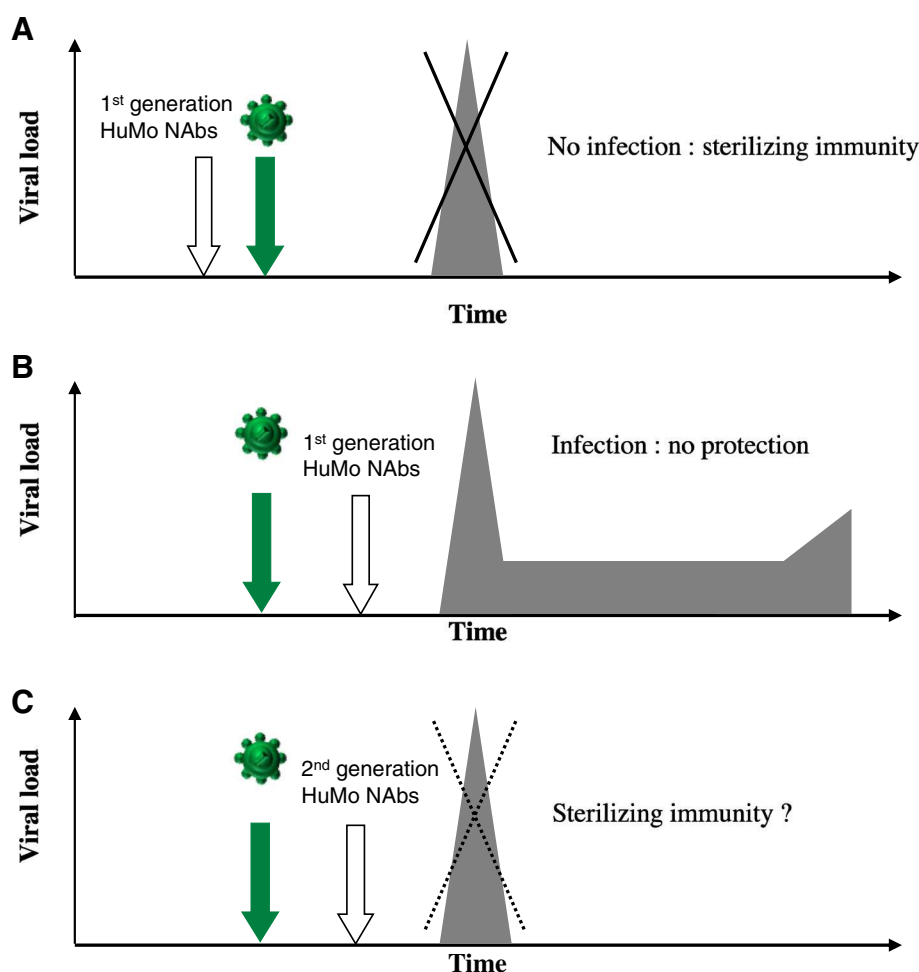 A
Viral load
1st generation
HuMo NAbs
No infection : sterilizing immunity
Time
B
Viral load
1st generation
HuMo NAbs
Infection : no protection
Time
C
Viral load
2nd generation
HuMo NAbs
Sterilizing immunity ?
Time